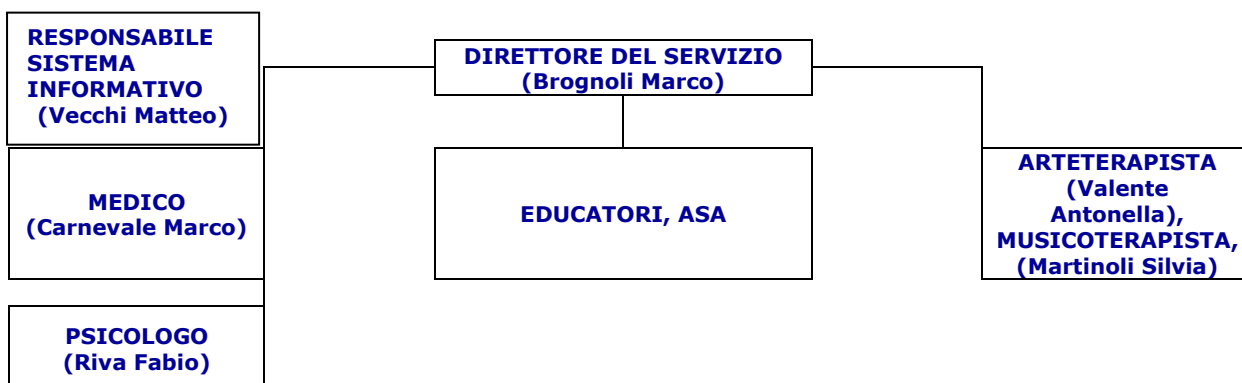 RESPONSABILE
SISTEMA
INFORMATIVO
(Vecchi Matteo)
DIRETTORE DEL SERVIZIO
(Brognoli Marco)
MEDICO
(Carnevale Marco)
EDUCATORI, ASA
ARTETERAPISTA
(Valente
Antonella),
MUSICOTERAPISTA,
(Martinoli Silvia)
PSICOLOGO
(Riva Fabio)